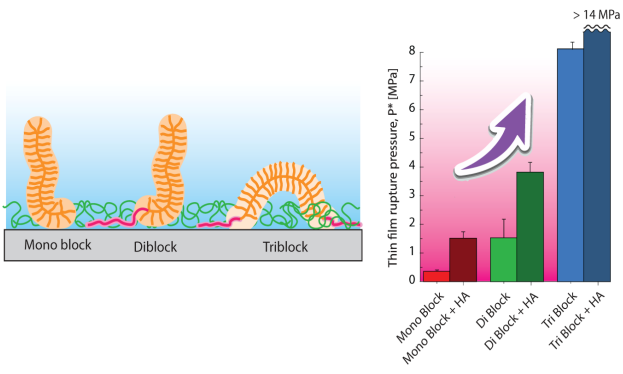 Mono block
Diblock
Triblock
> 14 MPa
Thin film rupture pressure, P* [MPa]
8
7
6
5
4
3
2
1
0
Mono Block
Mono Block + HA
Di Block
Di Block + HA
Tri Block
Tri Block + HA